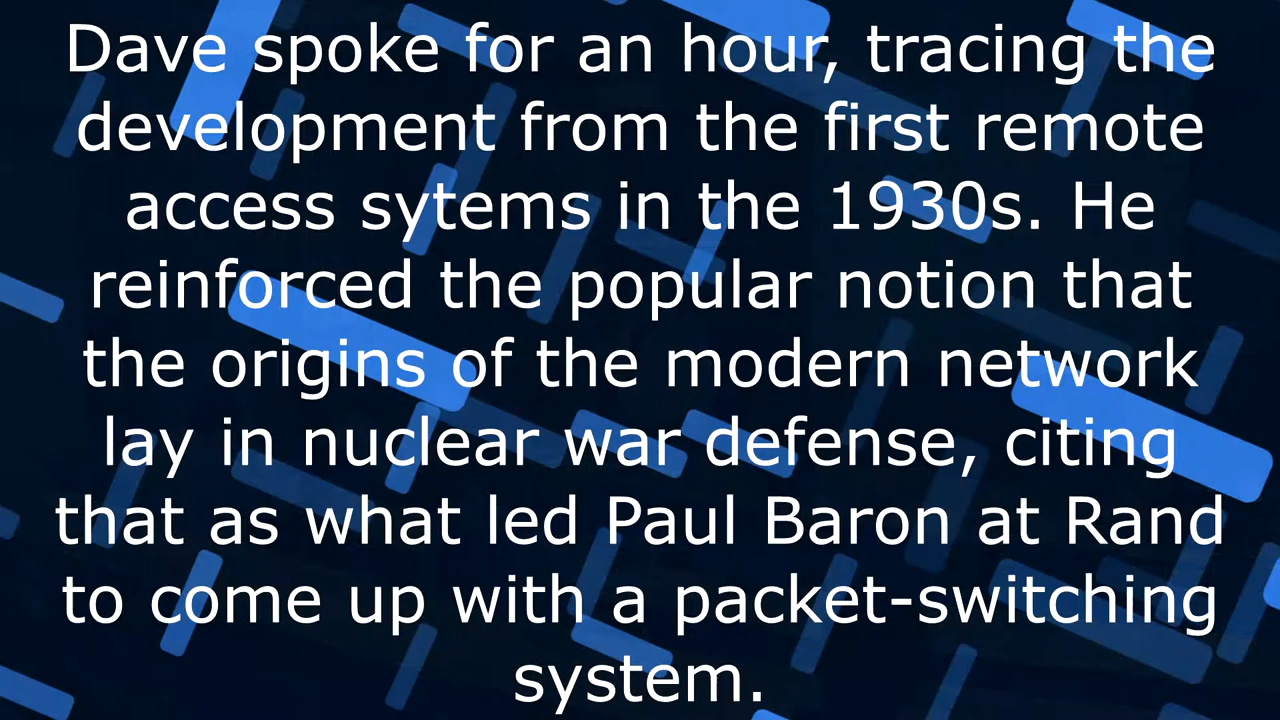 Dave spoke for an hour, tracing the
development from the first remote
access sytems in the 1930s. He
reinforced the popular notion that
the origins of the modern network
lay in nuclear war defense, citing
that as what led Paul Baron at Rand
to come up with a packet-switching
system.